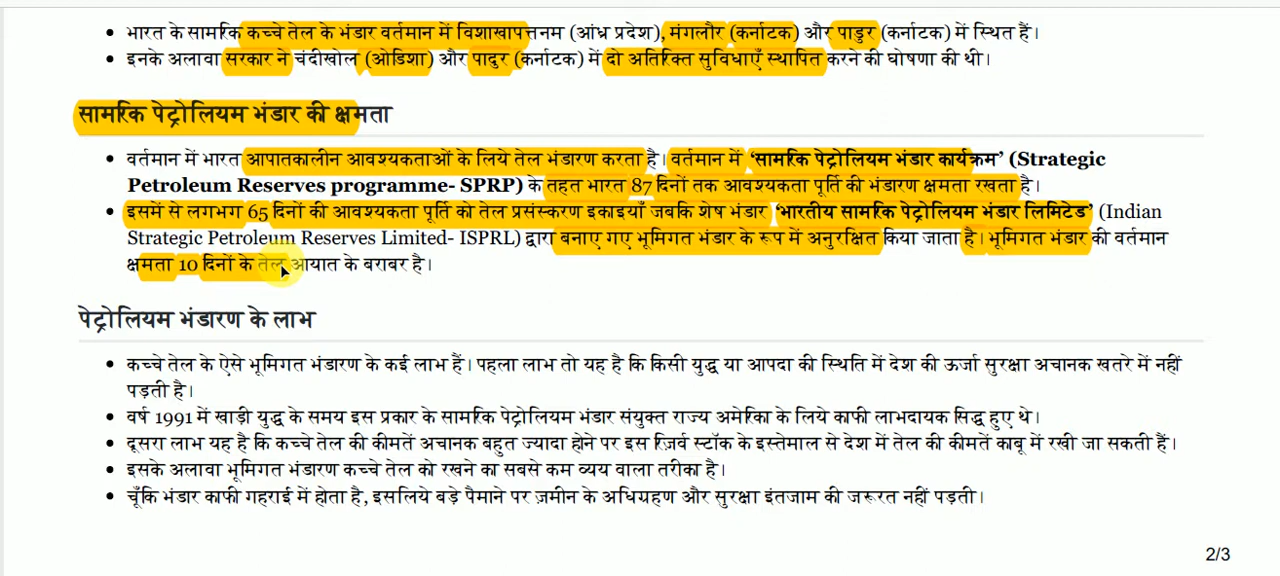 • भारत के सामरिक कच्चे तेल के भंडार वर्तमान में विशाखापत्तनम (आंध्र प्रदेश), मंगलौर (कर्नाटक) और पाडुर (कर्नाटक) में स्थित हैं।
• इनके अलावा सरकार ने चंदीखोल (ओडिशा) और पादुर (कर्नाटक) में दो अतिरिक्त सुविधाएँ स्थापित करने की घोषणा की थी।
सामरिक पेट्रोलियम भंडार की क्षमता
• वर्तमान में भारत आपातकालीन आवश्यकताओं के लिये तेल भंडारण करता है। वर्तमान में ‘सामरिक पेट्रोलियम भंडार कार्यक्रम’ (Strategic
Petroleum Reserves programme- SPRP) के तहत भारत 87 दिनों तक आवश्यकता पूर्ति की भंडारण क्षमता रखता है।
• इसमें से लगभग 65 दिनों की आवश्यकता पूर्ति को तेल प्रसंस्करण इकाइयाँ जबकि शेष भंडार ‘भारतीय सामरिक पेट्रोलियम भंडार लिमिटेड’ (Indian
Strategic Petroleum Reserves Limited- ISPRL) द्वारा बनाए गए भूमिगत भंडार के रूप में अनुरक्षित किया जाता है। भूमिगत भंडार की वर्तमान
क्षमता 10 दिनों के तेल आयात के बराबर है।
पेट्रोलियम भंडारण के लाभ
• कच्चे तेल के ऐसे भूमिगत भंडारण के कई लाभ हैं। पहला लाभ तो यह है कि किसी युद्ध या आपदा की स्थिति में देश की ऊर्जा सुरक्षा अचानक खतरे में नहीं
पड़ती है।
• वर्ष 1991 में खाड़ी युद्ध के समय इस प्रकार के सामरिक पेट्रोलियम भंडार संयुक्त राज्य अमेरिका के लिये काफी लाभदायक सिद्ध हुए थे।
• दूसरा लाभ यह है कि कच्चे तेल की कीमतें अचानक बहुत ज्यादा होने पर इस रिज़र्व स्टॉक के इस्तेमाल से देश में तेल की कीमतें काबू में रखी जा सकती हैं।
• इसके अलावा भूमिगत भंडारण कच्चे तेल को रखने का सबसे कम व्यय वाला तरीका है।
• चूँकि भंडार काफी गहराई में होता है, इसलिये बड़े पैमाने पर ज़मीन के अधिग्रहण और सुरक्षा इंतजाम की जरूरत नहीं पड़ती।
2/3